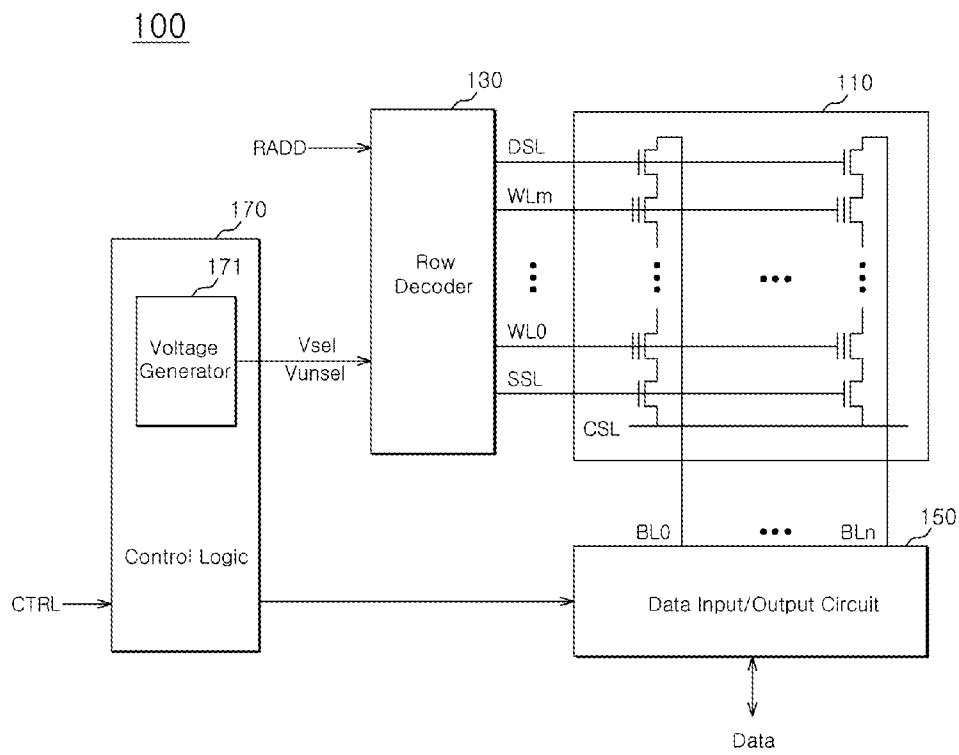 100
130
110
RADD
DSL
WLm
170
171
Row
Decoder
Voltage
Generator
Vsel
Vunsel
WL0
SSL
CSL
Control Logic
CTRL
BL0
BLn
150
Data Input/Output Circuit
Data